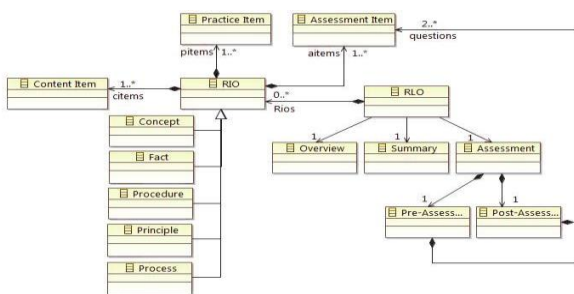 Practice Item
Assessment Item
2..*
questions
pitems 1..*
aitems 1..*
Content Item
1..*
citems
RIO
0..*
Rios
RLO
Concept
1
1
1
Fact
Overview
Summary
Assessment
Procedure
1
1
Principle
Pre-Assess...
Post-Assess...
Process